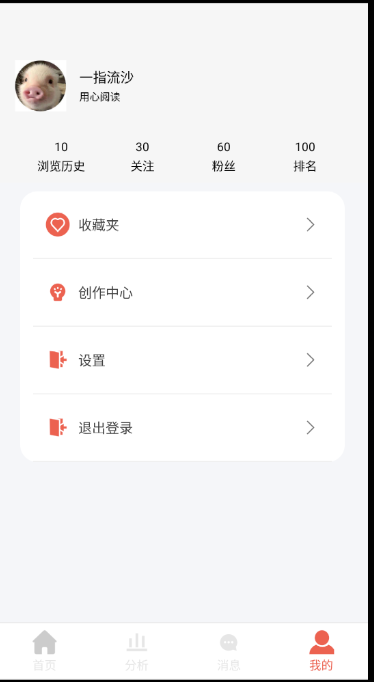 一指流沙
用心阅读
10 30 60 100
浏览历史 关注 粉丝 排名
收藏夹
创作中心
设置
退出登录
首页 分析 消息 我的